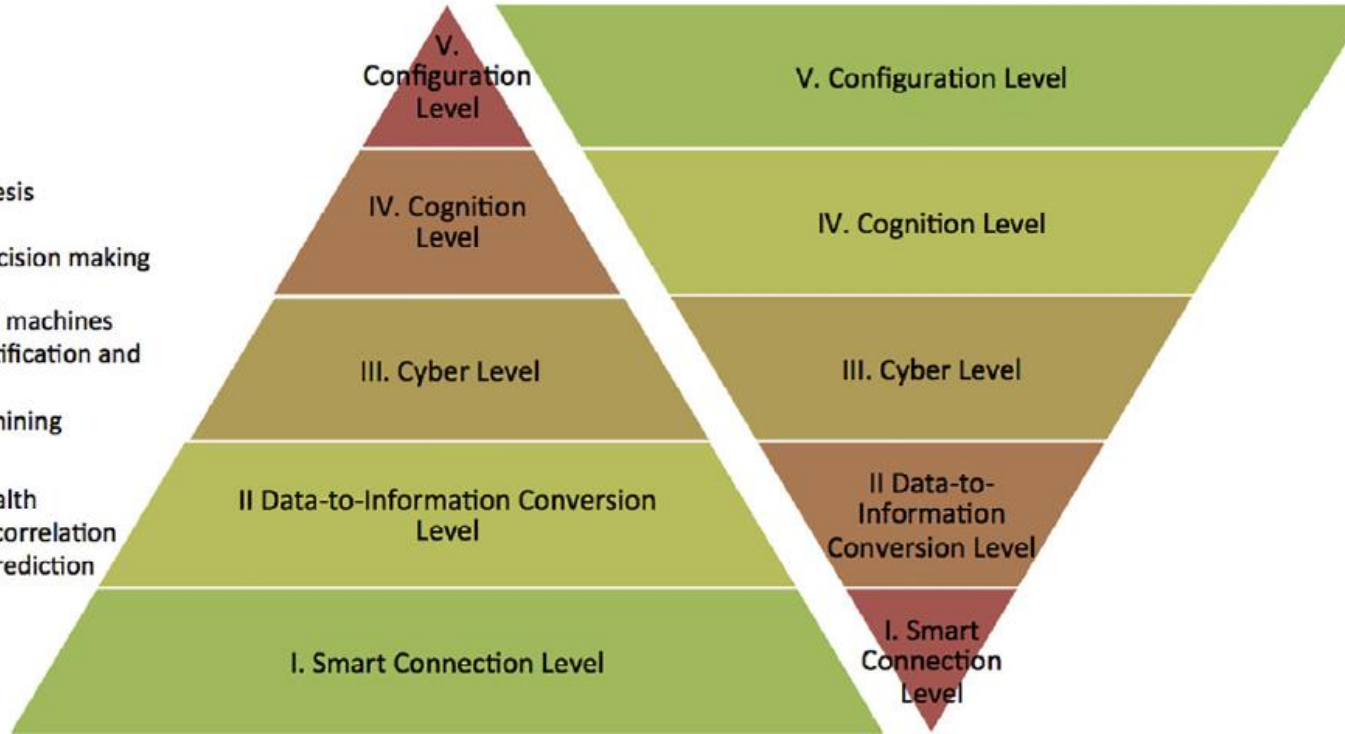 esis
cision making
machines
tification and
nining
alth
correlation
rediction
V.
Configuration
Level
IV. Cognition
Level
III. Cyber Level
II Data-to-Information Conversion
Level
I. Smart Connection Level
V. Configuration Level
IV. Cognition Level
III. Cyber Level
II Data-to-
Information
Conversion Level
I. Smart
Connection
Level